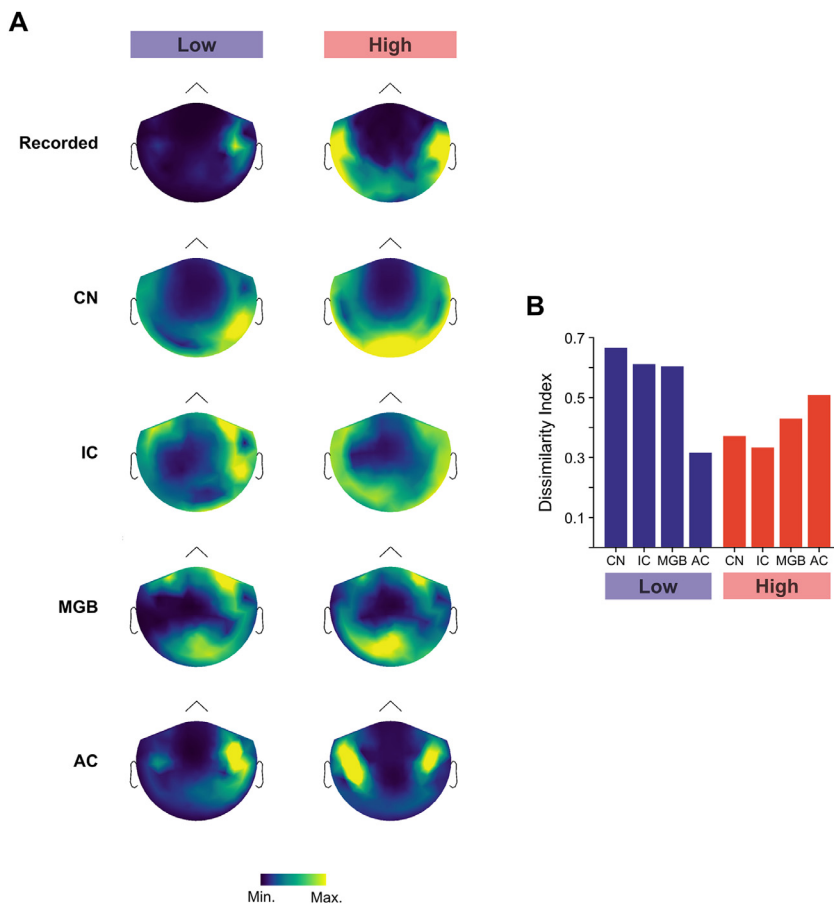 A
Low High
Recorded
CN
IC
MGB
AC
Min. Max.
B
Dissimilarity Index
0.7
0.5
0.3
0.1
CN IC MGB AC CN IC MGB AC
Low High